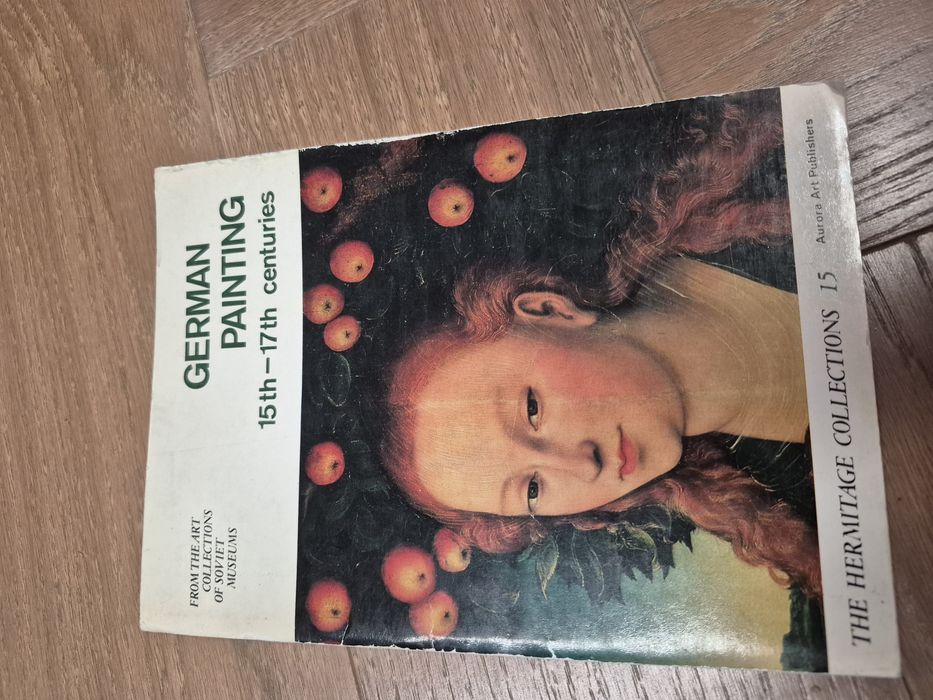 FROM THE ART
COLLECTIONS
OF SOVIET
MUSEUMS
GERMAN
PAINTING
15th–17th centuries
THE HERMITAGE COLLECTIONS 15
Aurora Art Publishers